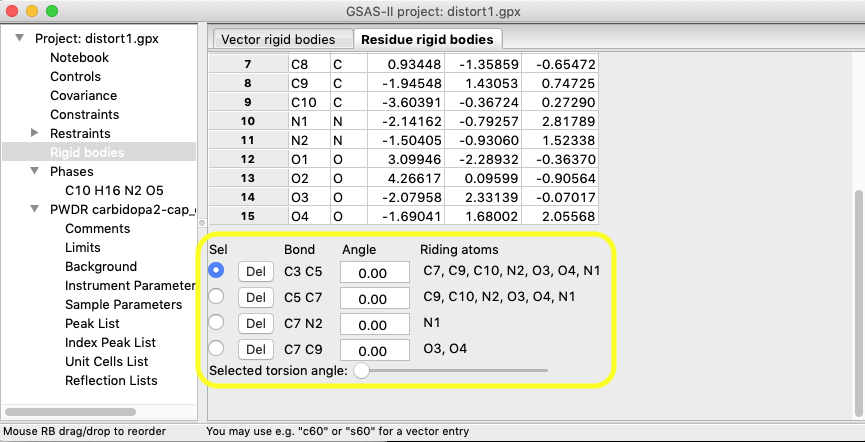 GSAS-II project: distort1.gpx
Project: distort1.gpx
Notebook
Controls
Covariance
Constraints
Restraints
Rigid bodies
Phases
C10 H16 N2 O5
PWDR carbidopa2-cap_
Comments
Limits
Background
Instrument Parameter
Sample Parameters
Peak List
Index Peak List
Unit Cells List
Reflection Lists
Vector rigid bodies Residue rigid bodies
7 C8 C 0.93448 -1.35859 -0.65472
8 C9 C -1.94548 1.43053 0.74725
9 C10 C -3.60391 -0.36724 0.27290
10 N1 N -2.14162 -0.79257 2.81789
11 N2 N -1.50405 -0.93060 1.52338
12 O1 O 3.09946 -2.28932 -0.36370
13 O2 O 4.26617 0.09599 -0.90564
14 O3 O -2.07958 2.33139 -0.07017
15 O4 O -1.69041 1.68002 2.05568
Sel Bond Angle Riding atoms
Del C3 C5 0.00 C7, C9, C10, N2, O3, O4, N1
Del C5 C7 0.00 C9, C10, N2, O3, O4, N1
Del C7 N2 0.00 N1
Del C7 C9 0.00 O3, O4
Selected torsion angle:
Mouse RB drag/drop to reorder You may use e.g. "c60" or "s60" for a vector entry